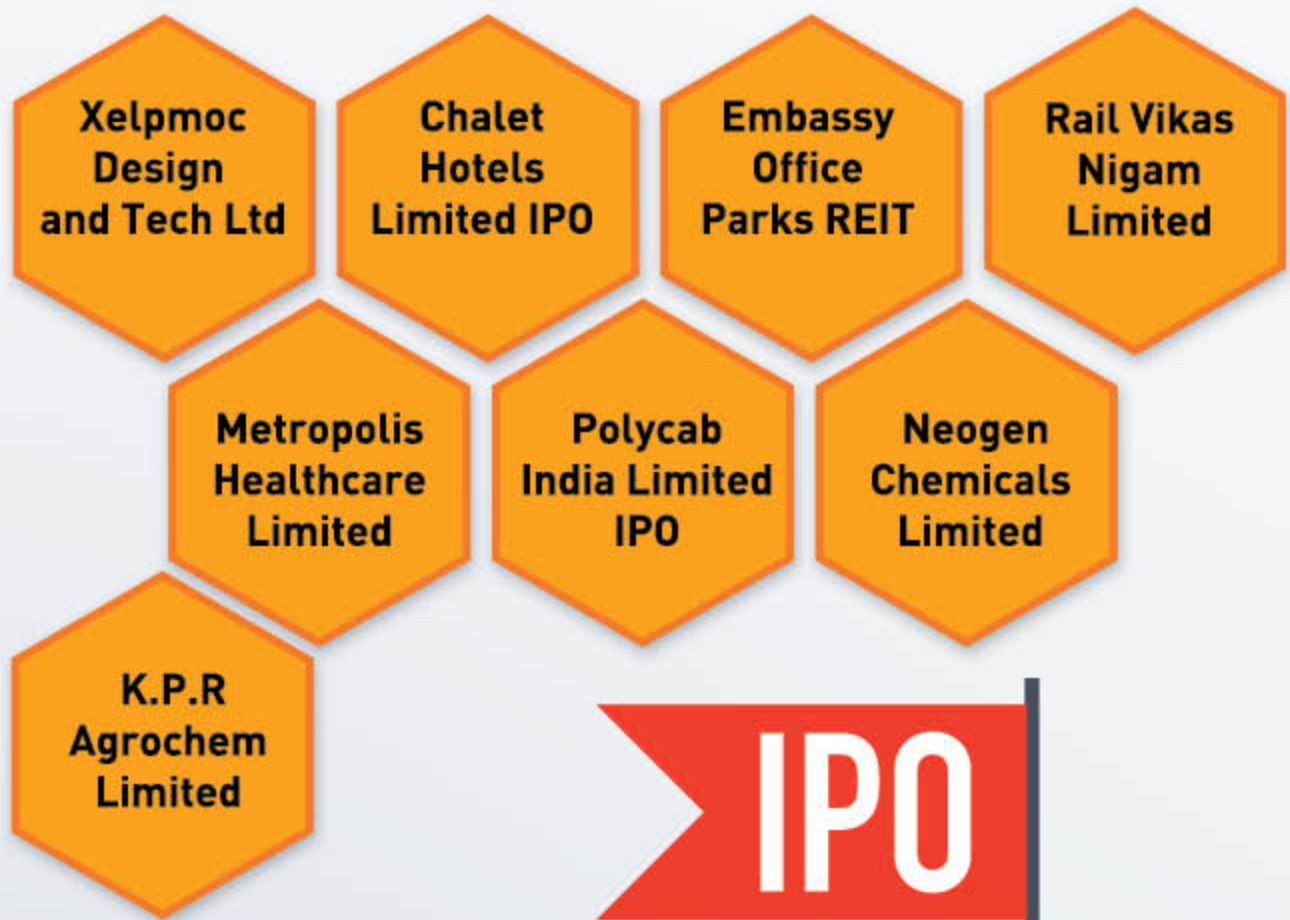 Xelpmoc
Design
and Tech Ltd
Chalet
Hotels
Limited IPO
Embassy
Office
Parks REIT
Rail Vikas
Nigam
Limited
Metropolis
Healthcare
Limited
Polycab
India Limited
IPO
Neogen
Chemicals
Limited
K.P.R
Agrochem
Limited
IPO